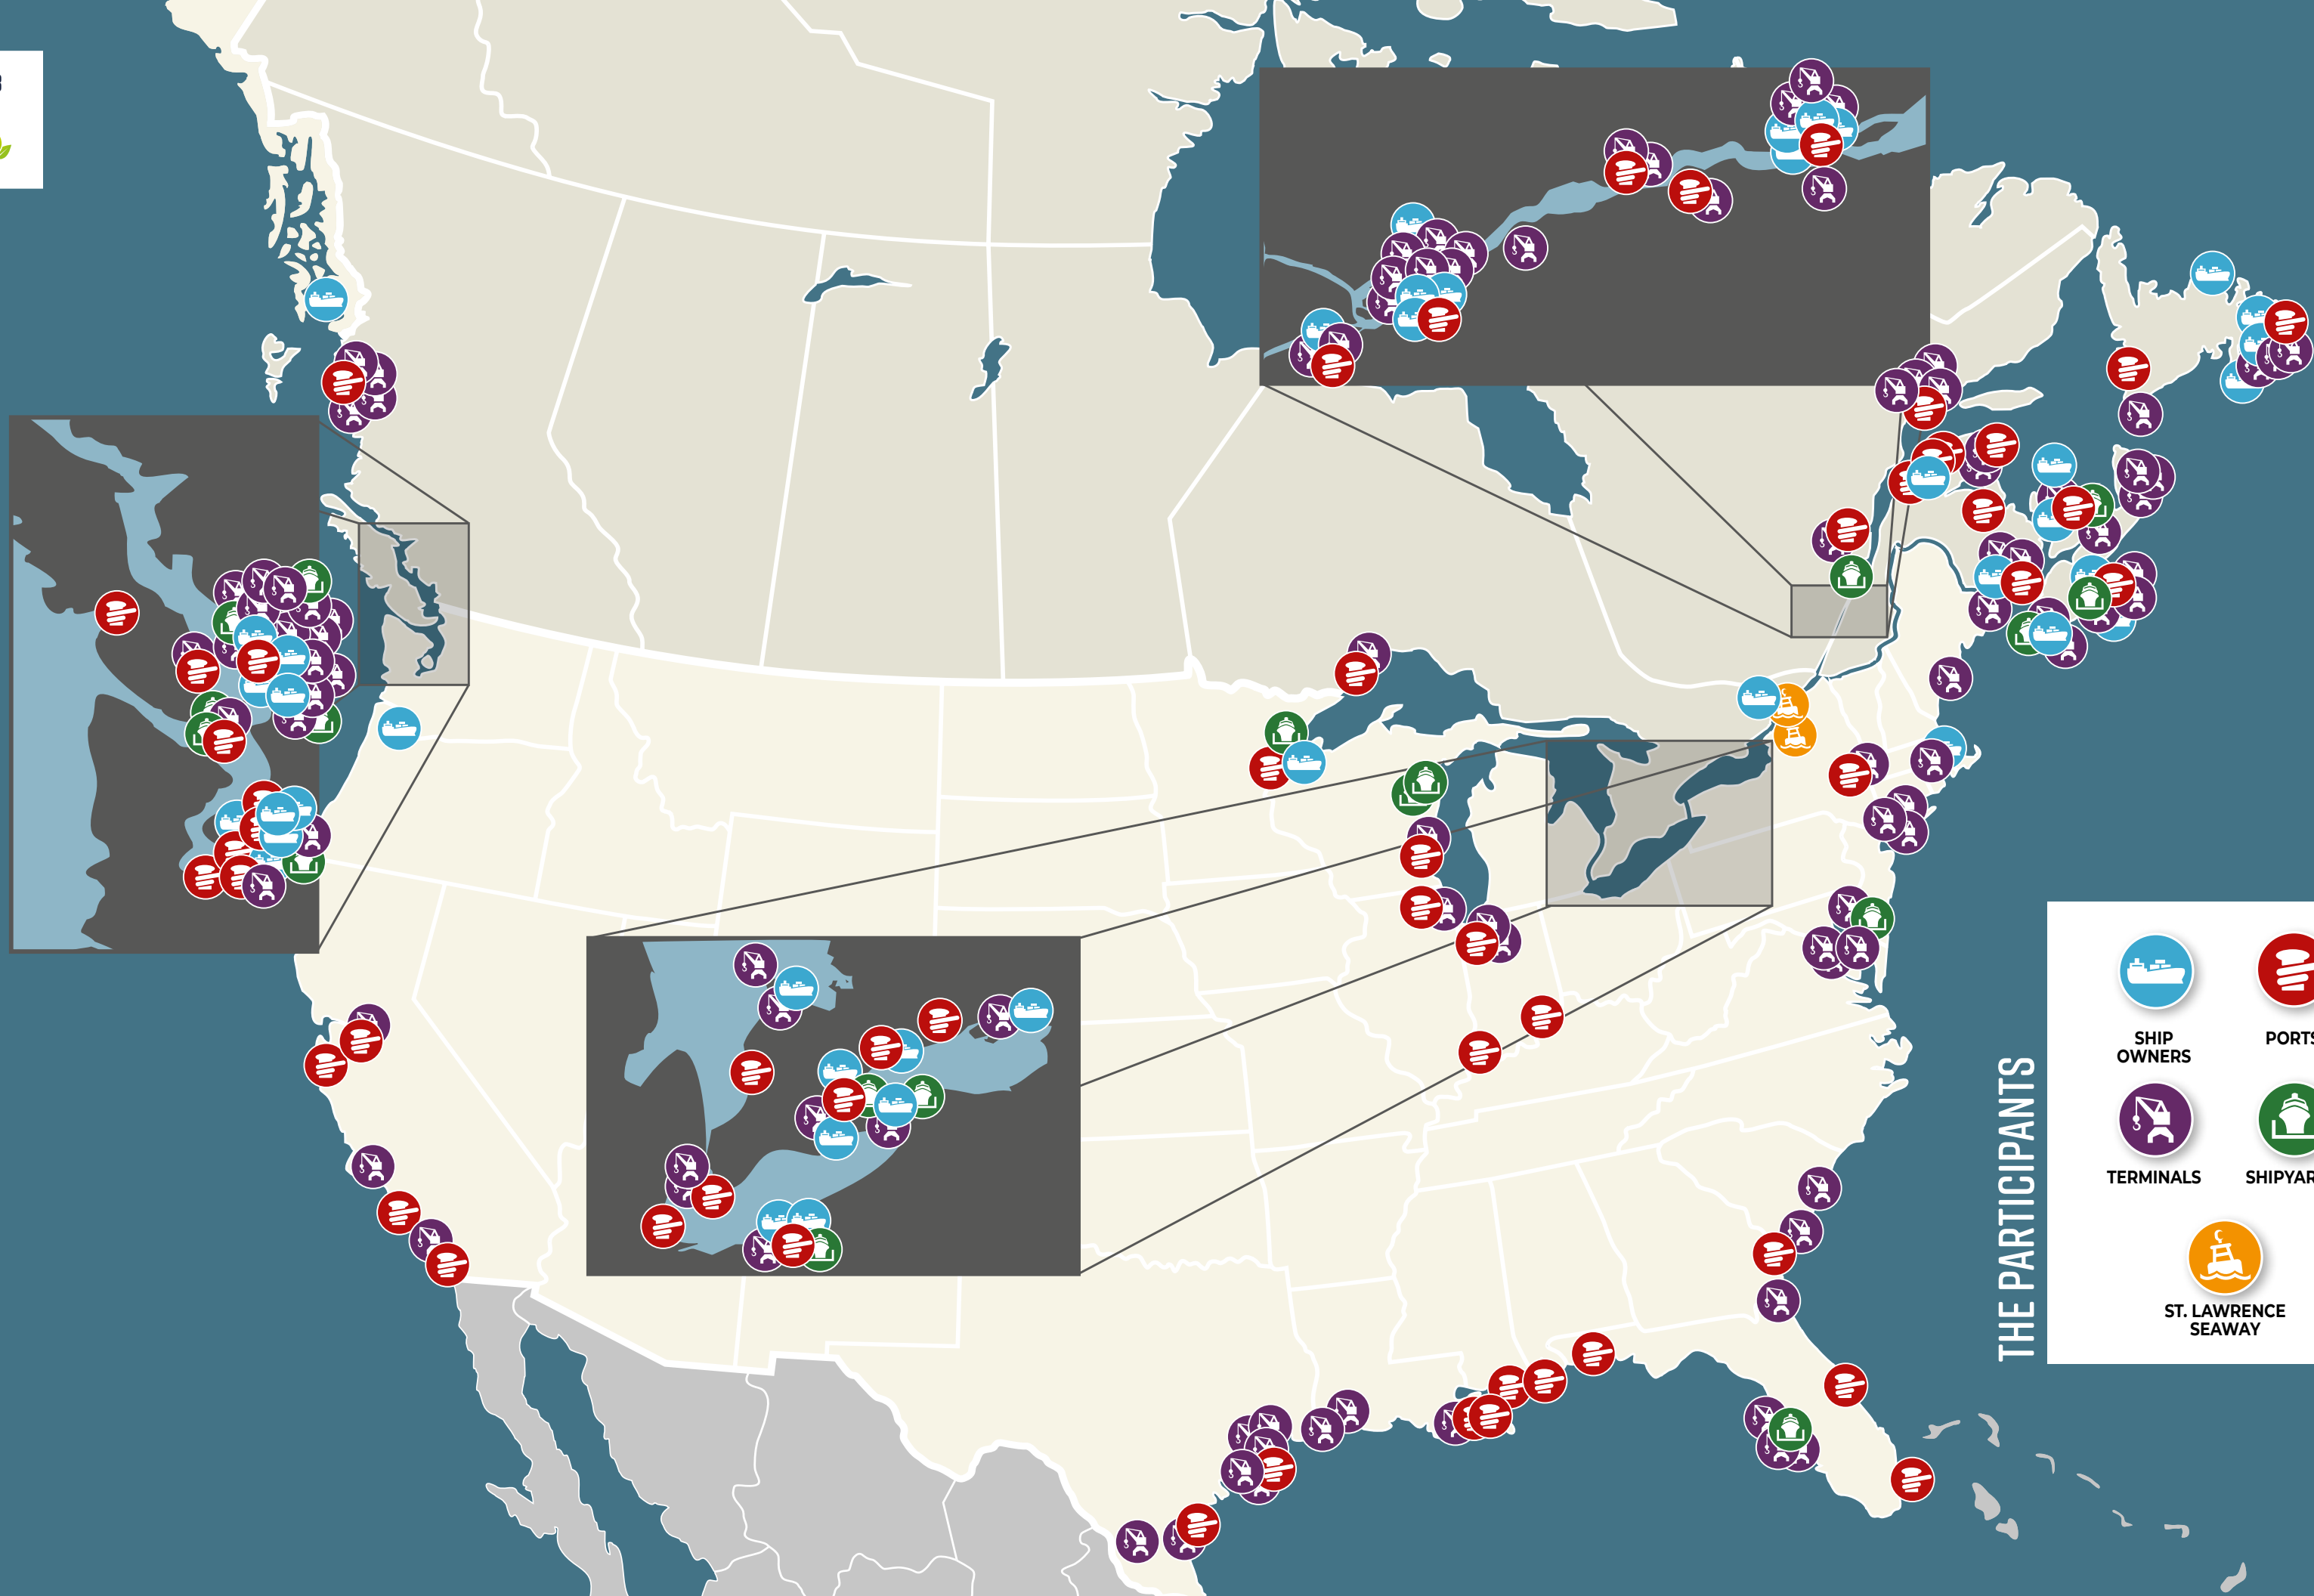 THE PARTICIPANTS
SHIP
OWNERS
PORTS
TERMINALS
SHIPYAR
ST. LAWRENCE
SEAWAY